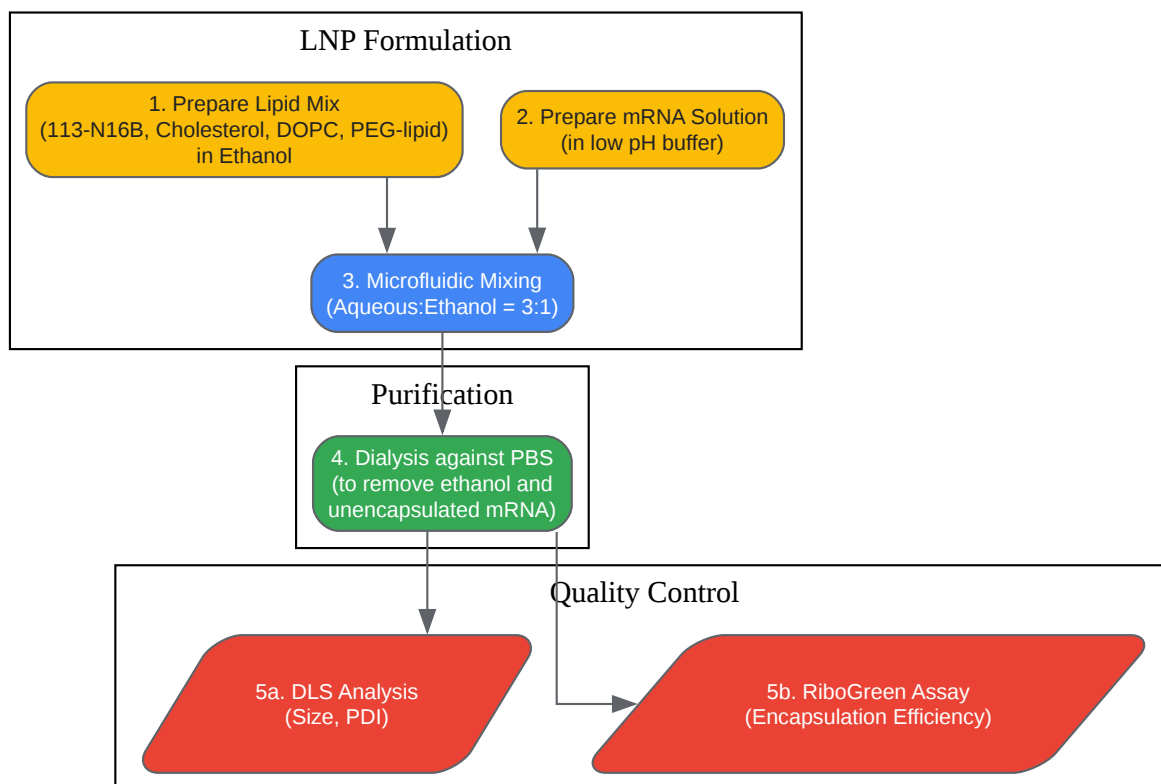 LNP Formulation
1. Prepare Lipid Mix
(113-N16B, Cholesterol, DOPC, PEG-lipid)
in Ethanol
2. Prepare mRNA Solution
(in low pH buffer)
3. Microfluidic Mixing
(Aqueous:Ethanol = 3:1)
Purification
4. Dialysis against PBS
(to remove ethanol and
unencapsulated mRNA)
Quality Control
5a. DLS Analysis
(Size, PDI)
5b. RiboGreen Assay
(Encapsulation Efficiency)